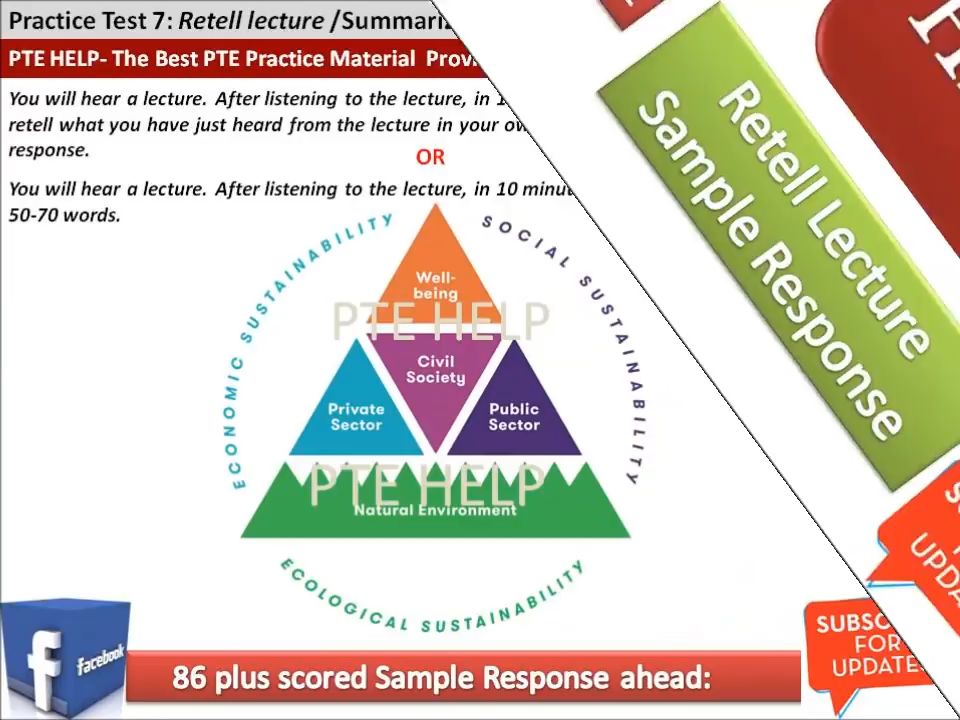 Practice Test 7: Retell lecture /Summari
PTE HELP- The Best PTE Practice Material Prov
You will hear a lecture. After listening to the lecture, in 1
retell what you have just heard from the lecture in your ow
response.
OR
You will hear a lecture. After listening to the lecture, in 10 minu
50-70 words.
ECONOMIC SUSTAINABILITY
SOCIAL SUSTAINABILITY
Well-
being
PTE HELP
Civil
Society
Private
Sector
Public
Sector
PTE HELP
Natural Environment
ECOLOGICAL SUSTAINABILITY
facebook
86 plus scored Sample Response ahead:
SUBSC
FOR
UPDATE
Retell Lecture
Sample Response
UPDA